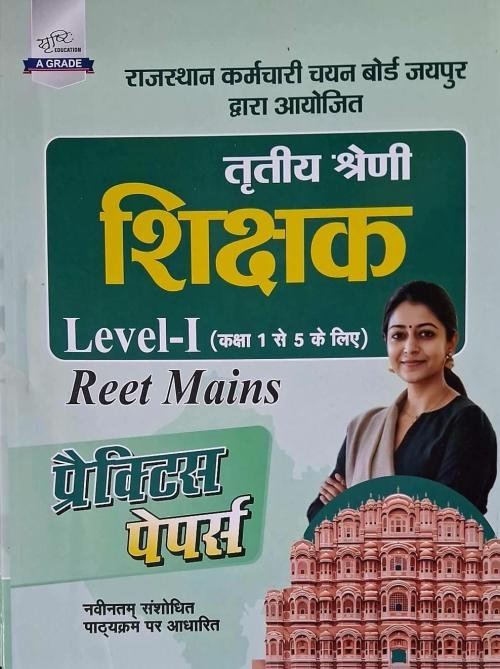 सृष्टि
EDUCATION
A GRADE
राजस्थान कर्मचारी चयन बोर्ड जयपुर
द्वारा आयोजित
तृतीय श्रेणी
शिक्षक
Level-I (कक्षा 1 से 5 के लिए)
Reet Mains
प्रैक्टिस
पेपर्स
नवीनतम् संशोधित
पाठ्यक्रम पर आधारित